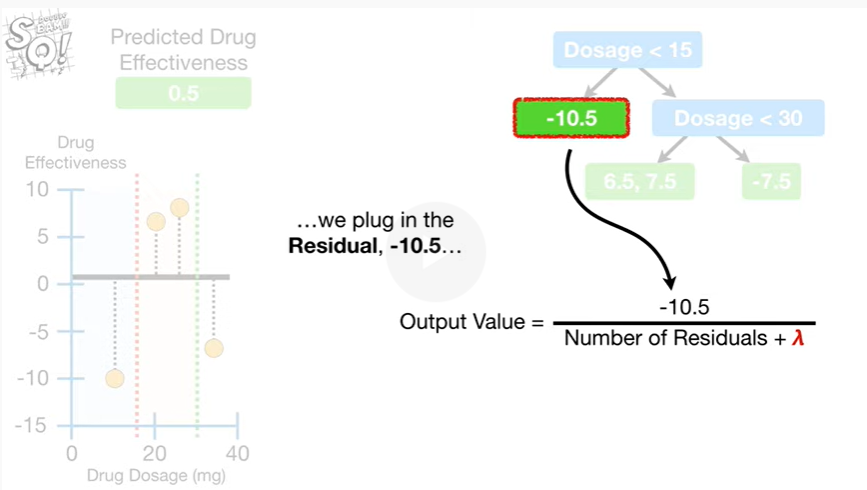 SQ!
Predicted Drug
Effectiveness
0.5
Dosage < 15
-10.5
Dosage < 30
6.5, 7.5
-7.5
Drug
Effectiveness
10
5
0
-5
-10
-15
0
20
40
Drug Dosage (mg)
…we plug in the
Residual, -10.5…
-10.5
Output Value =
Number of Residuals + λ